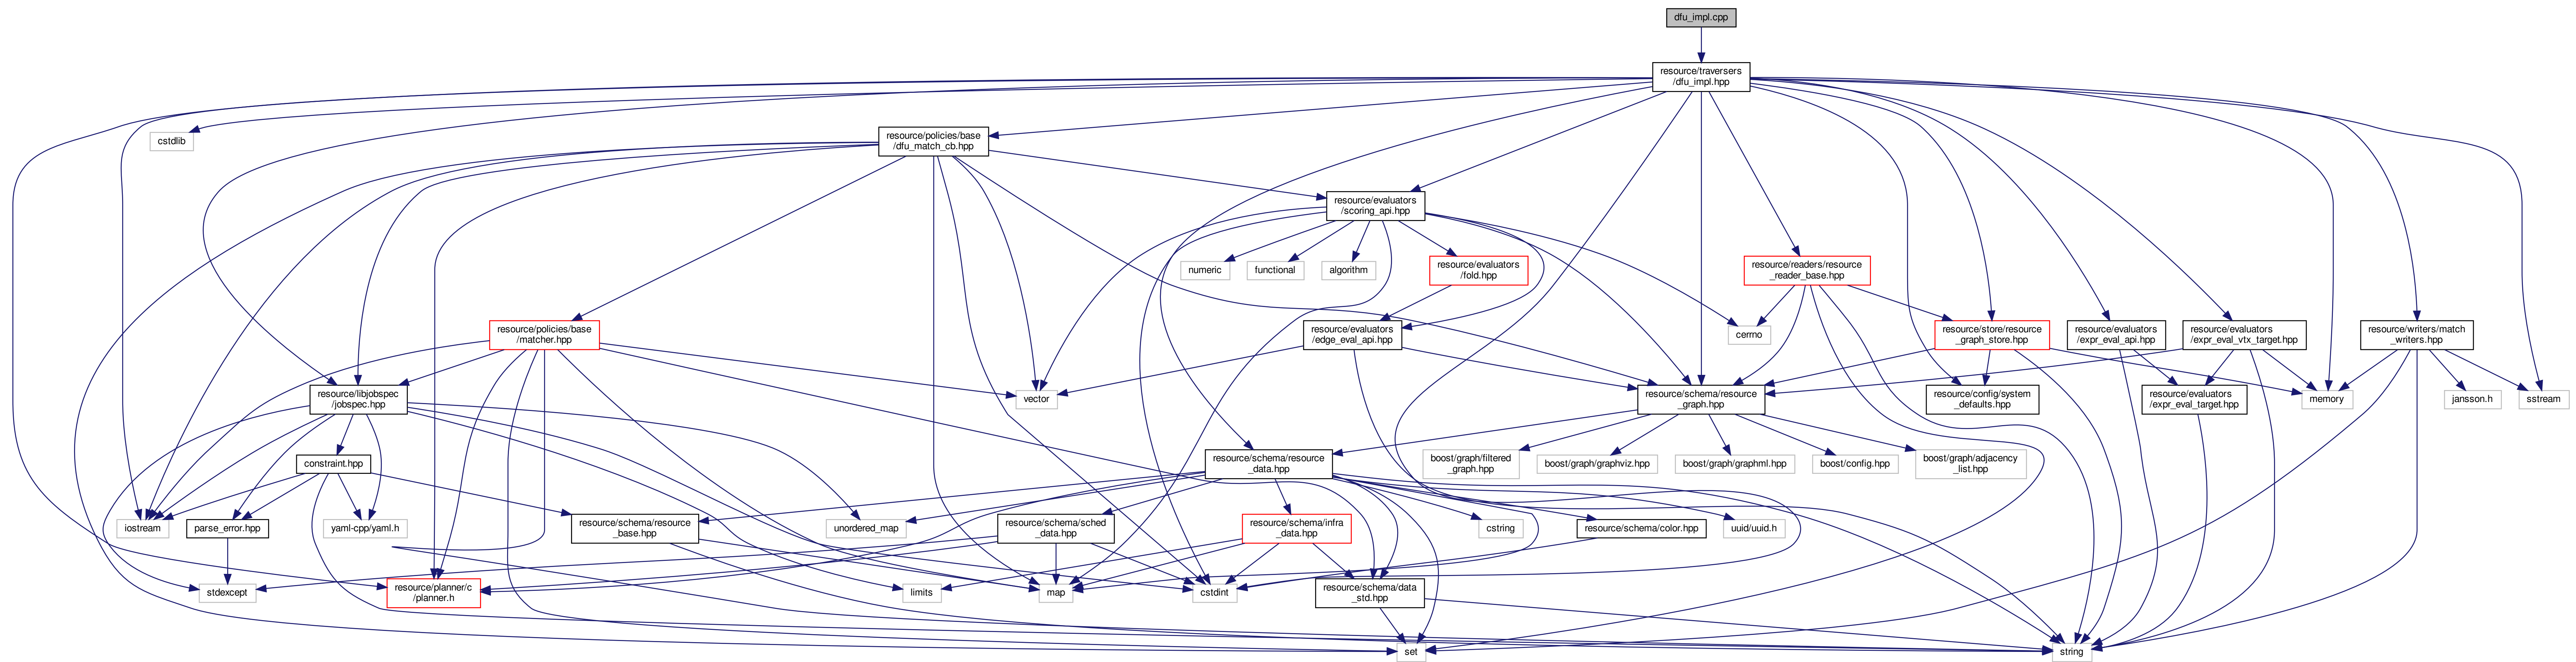 dfu_impl.cpp
resource/traversers
/dfu_impl.hpp
cstdlib
resource/policies/base
/dfu_match_cb.hpp
resource/evaluators
/scoring_api.hpp
numeric
functional
algorithm
resource/evaluators
/fold.hpp
resource/readers/resource
_reader_base.hpp
resource/policies/base
/matcher.hpp
resource/evaluators
/edge_eval_api.hpp
cerrno
resource/store/resource
_graph_store.hpp
resource/evaluators
/expr_eval_api.hpp
resource/evaluators
/expr_eval_vtx_target.hpp
resource/writers/match
_writers.hpp
resource/libjobspec
/jobspec.hpp
vector
resource/schema/resource
_graph.hpp
resource/config/system
_defaults.hpp
resource/evaluators
/expr_eval_target.hpp
memory
jansson.h
sstream
constraint.hpp
resource/schema/resource
_data.hpp
boost/graph/filtered
_graph.hpp
boost/graph/graphviz.hpp
boost/graph/graphml.hpp
boost/config.hpp
boost/graph/adjacency
_list.hpp
iostream
parse_error.hpp
yaml-cpp/yaml.h
resource/schema/resource
_base.hpp
unordered_map
resource/schema/sched
_data.hpp
resource/schema/infra
_data.hpp
cstring
resource/schema/color.hpp
uuid/uuid.h
stdexcept
resource/planner/c
/planner.h
limits
map
cstdint
resource/schema/data
_std.hpp
set
string